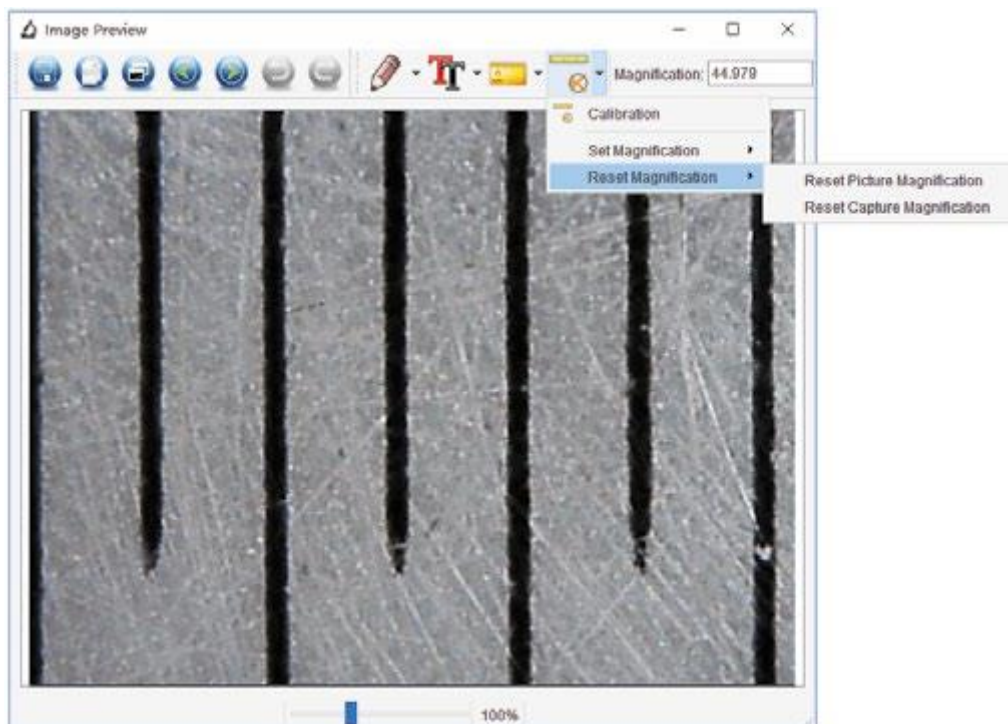 Image Preview
Magnification: 44.979
Calibration
Set Magnification
Reset Magnification
Reset Picture Magnification
Reset Capture Magnification
100%